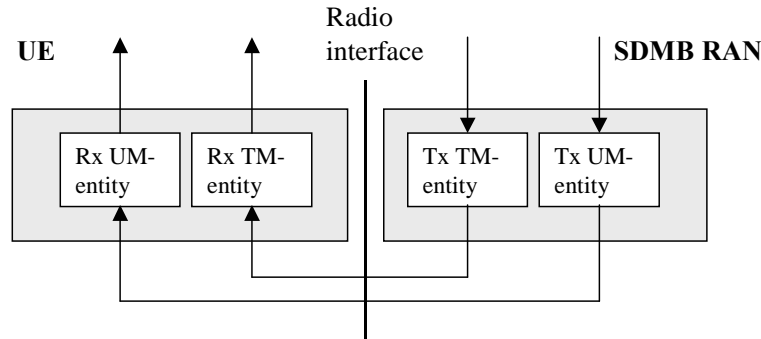 Radio
interface
UE
SDMB RAN
Rx UM-
entity
Rx TM-
entity
Tx TM-
entity
Tx UM-
entity